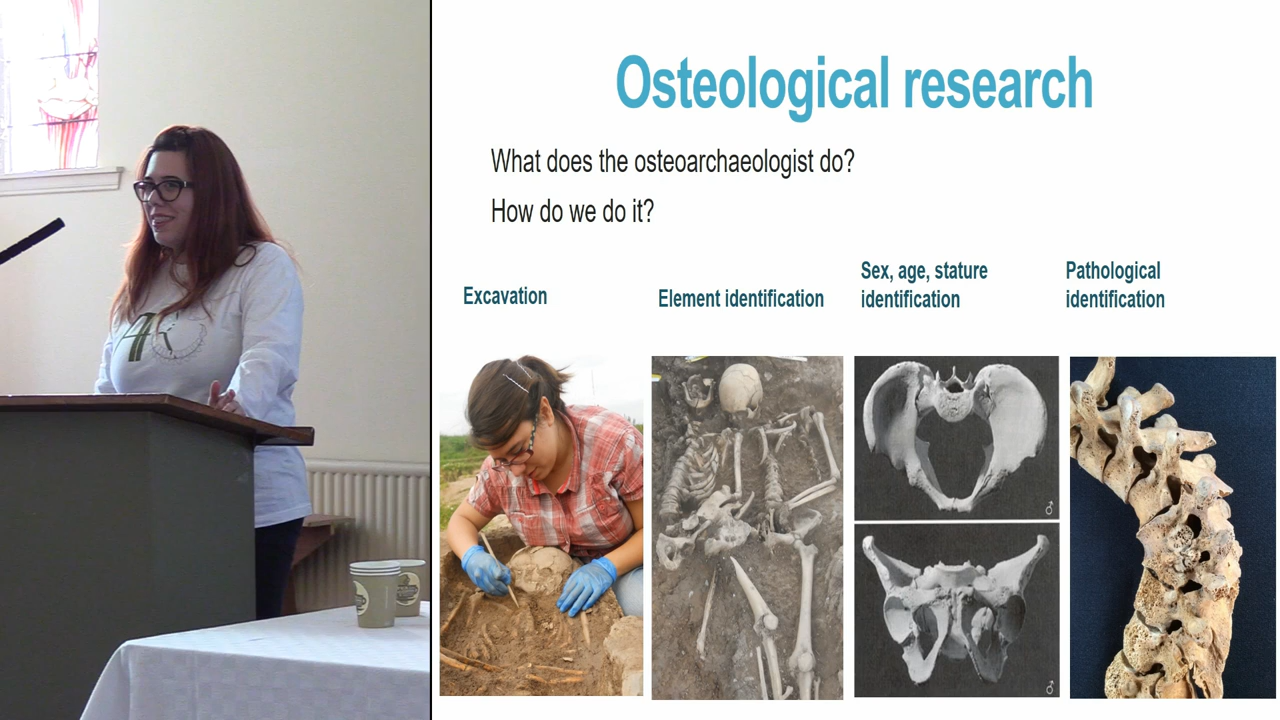 Osteological research
What does the osteoarchaeologist do?
How do we do it?
Excavation
Element identification
Sex, age, stature
identification
Pathological
identification
♂
♂